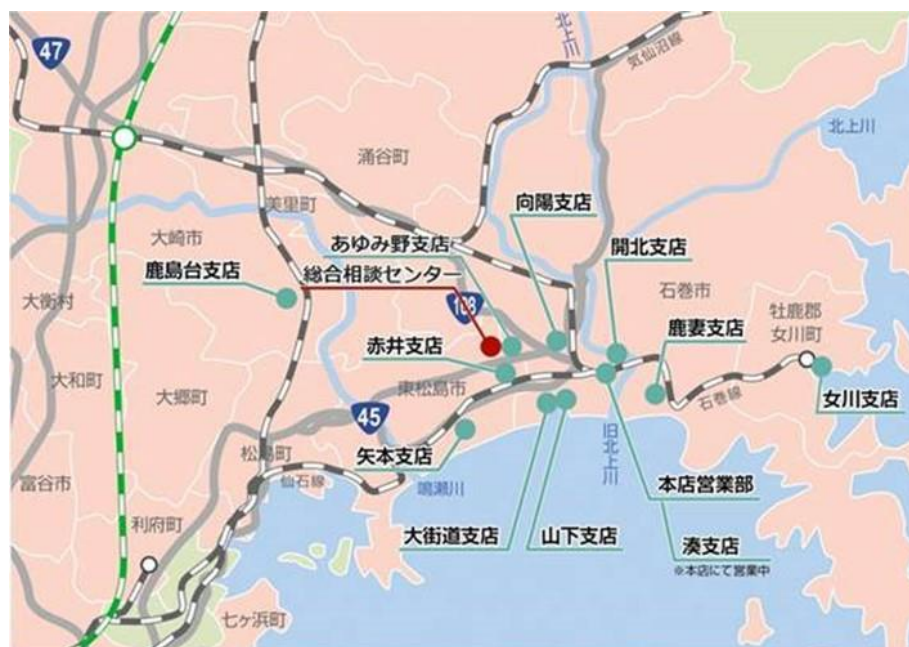 47
北上川
気仙沼線
北上川
涌谷町
向陽支店
美里町
大崎市
あゆみ野支店
開北支店
鹿島台支店
総合相談センター
石巻市
大衡村
108
牡鹿郡
女川町
赤井支店
鹿妻支店
大和町
東松島市
大郷町
石巻線
女川支店
45
松島町
矢本支店
旧北上川
富谷市
仙石線
鳴瀬川
本店営業部
利府町
大街道支店
山下支店
湊支店
※本店にて営業中
七ヶ浜町